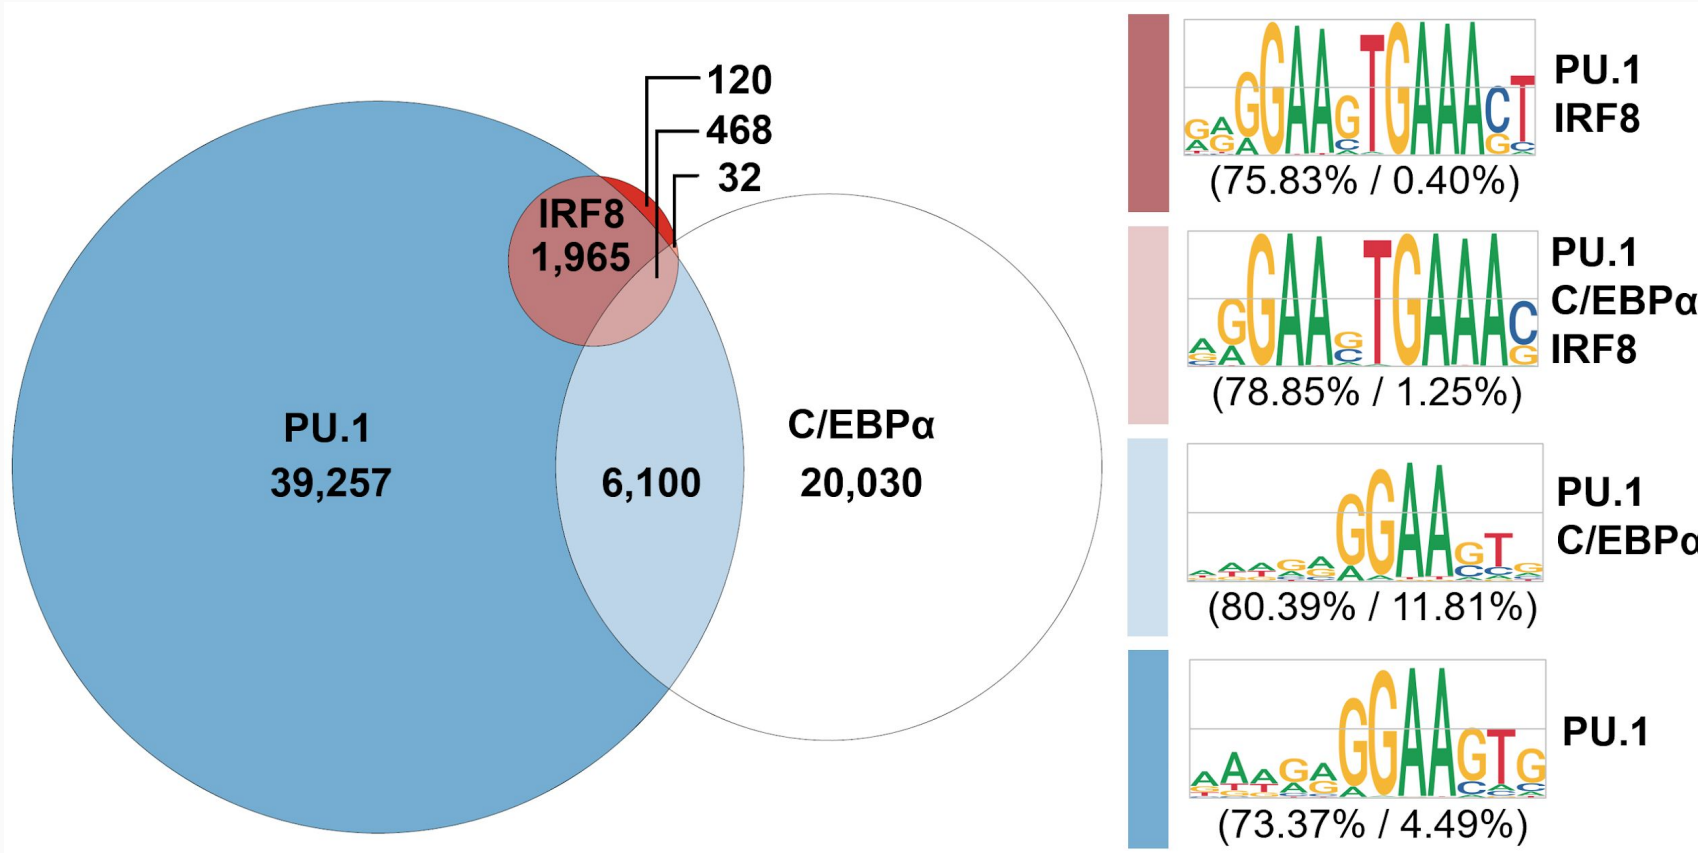 120
468
32
IRF8
1,965
PU.1
39,257
6,100
C/EBPα
20,030
PU.1
IRF8
(75.83% / 0.40%)
PU.1
C/EBPα
IRF8
(78.85% / 1.25%)
PU.1
C/EBPα
(80.39% / 11.81%)
PU.1
(73.37% / 4.49%)